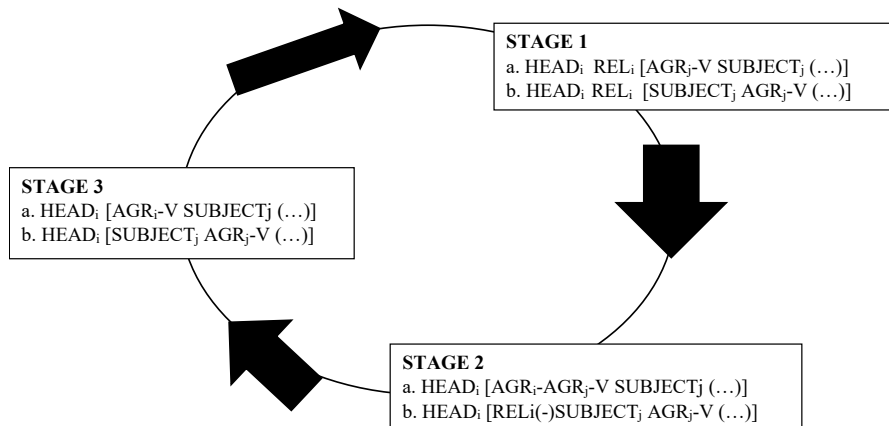 STAGE 1
a. HEADᵢ RELᵢ [AGRⱼ-V SUBJECTⱼ (…)]
b. HEADᵢ RELᵢ [SUBJECTⱼ AGRⱼ-V (…)]
STAGE 3
a. HEADᵢ [AGRᵢ-V SUBJECTj (…)]
b. HEADᵢ [SUBJECTⱼ AGRⱼ-V (…)]
STAGE 2
a. HEADᵢ [AGRᵢ-AGRⱼ-V SUBJECTj (…)]
b. HEADᵢ [RELi(-)SUBJECTⱼ AGRⱼ-V (…)]